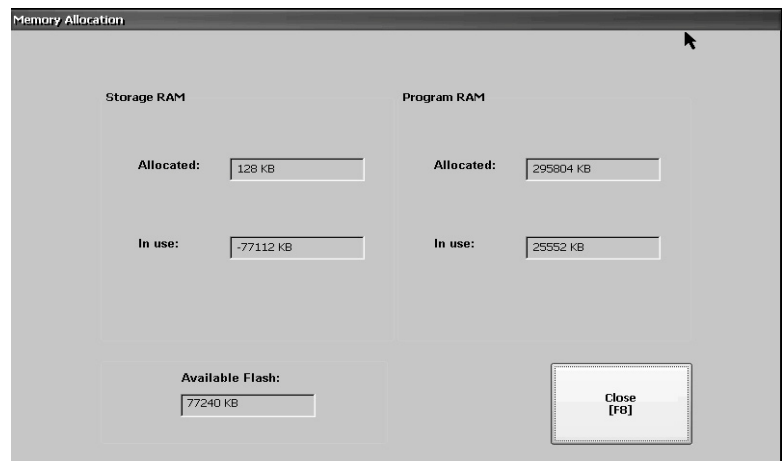 Memory Allocation
Storage RAM
Allocated: 128 KB
In use: -77112 KB
Program RAM
Allocated: 295804 KB
In use: 25552 KB
Available Flash:
77240 KB
Close
[F8]